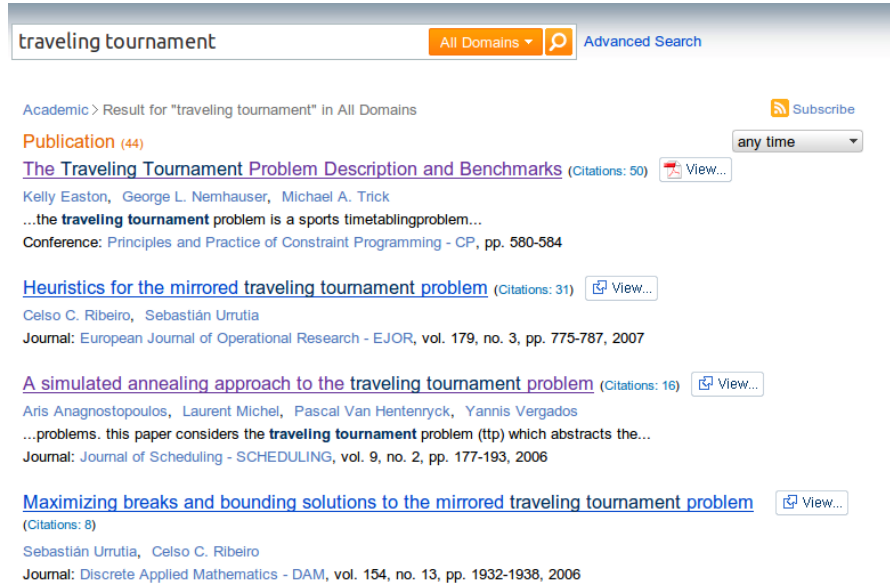 traveling tournament All Domains Advanced Search
Academic > Result for "traveling tournament" in All Domains Subscribe
Publication (44) any time
The Traveling Tournament Problem Description and Benchmarks (Citations: 50) View...
Kelly Easton, George L. Nemhauser, Michael A. Trick
...the traveling tournament problem is a sports timetablingproblem...
Conference: Principles and Practice of Constraint Programming - CP, pp. 580-584
Heuristics for the mirrored traveling tournament problem (Citations: 31) View...
Celso C. Ribeiro, Sebastián Urrutia
Journal: European Journal of Operational Research - EJOR, vol. 179, no. 3, pp. 775-787, 2007
A simulated annealing approach to the traveling tournament problem (Citations: 16) View...
Aris Anagnostopoulos, Laurent Michel, Pascal Van Hentenryck, Yannis Vergados
...problems. this paper considers the traveling tournament problem (ttp) which abstracts the...
Journal: Journal of Scheduling - SCHEDULING, vol. 9, no. 2, pp. 177-193, 2006
Maximizing breaks and bounding solutions to the mirrored traveling tournament problem View...
(Citations: 8)
Sebastián Urrutia, Celso C. Ribeiro
Journal: Discrete Applied Mathematics - DAM, vol. 154, no. 13, pp. 1932-1938, 2006